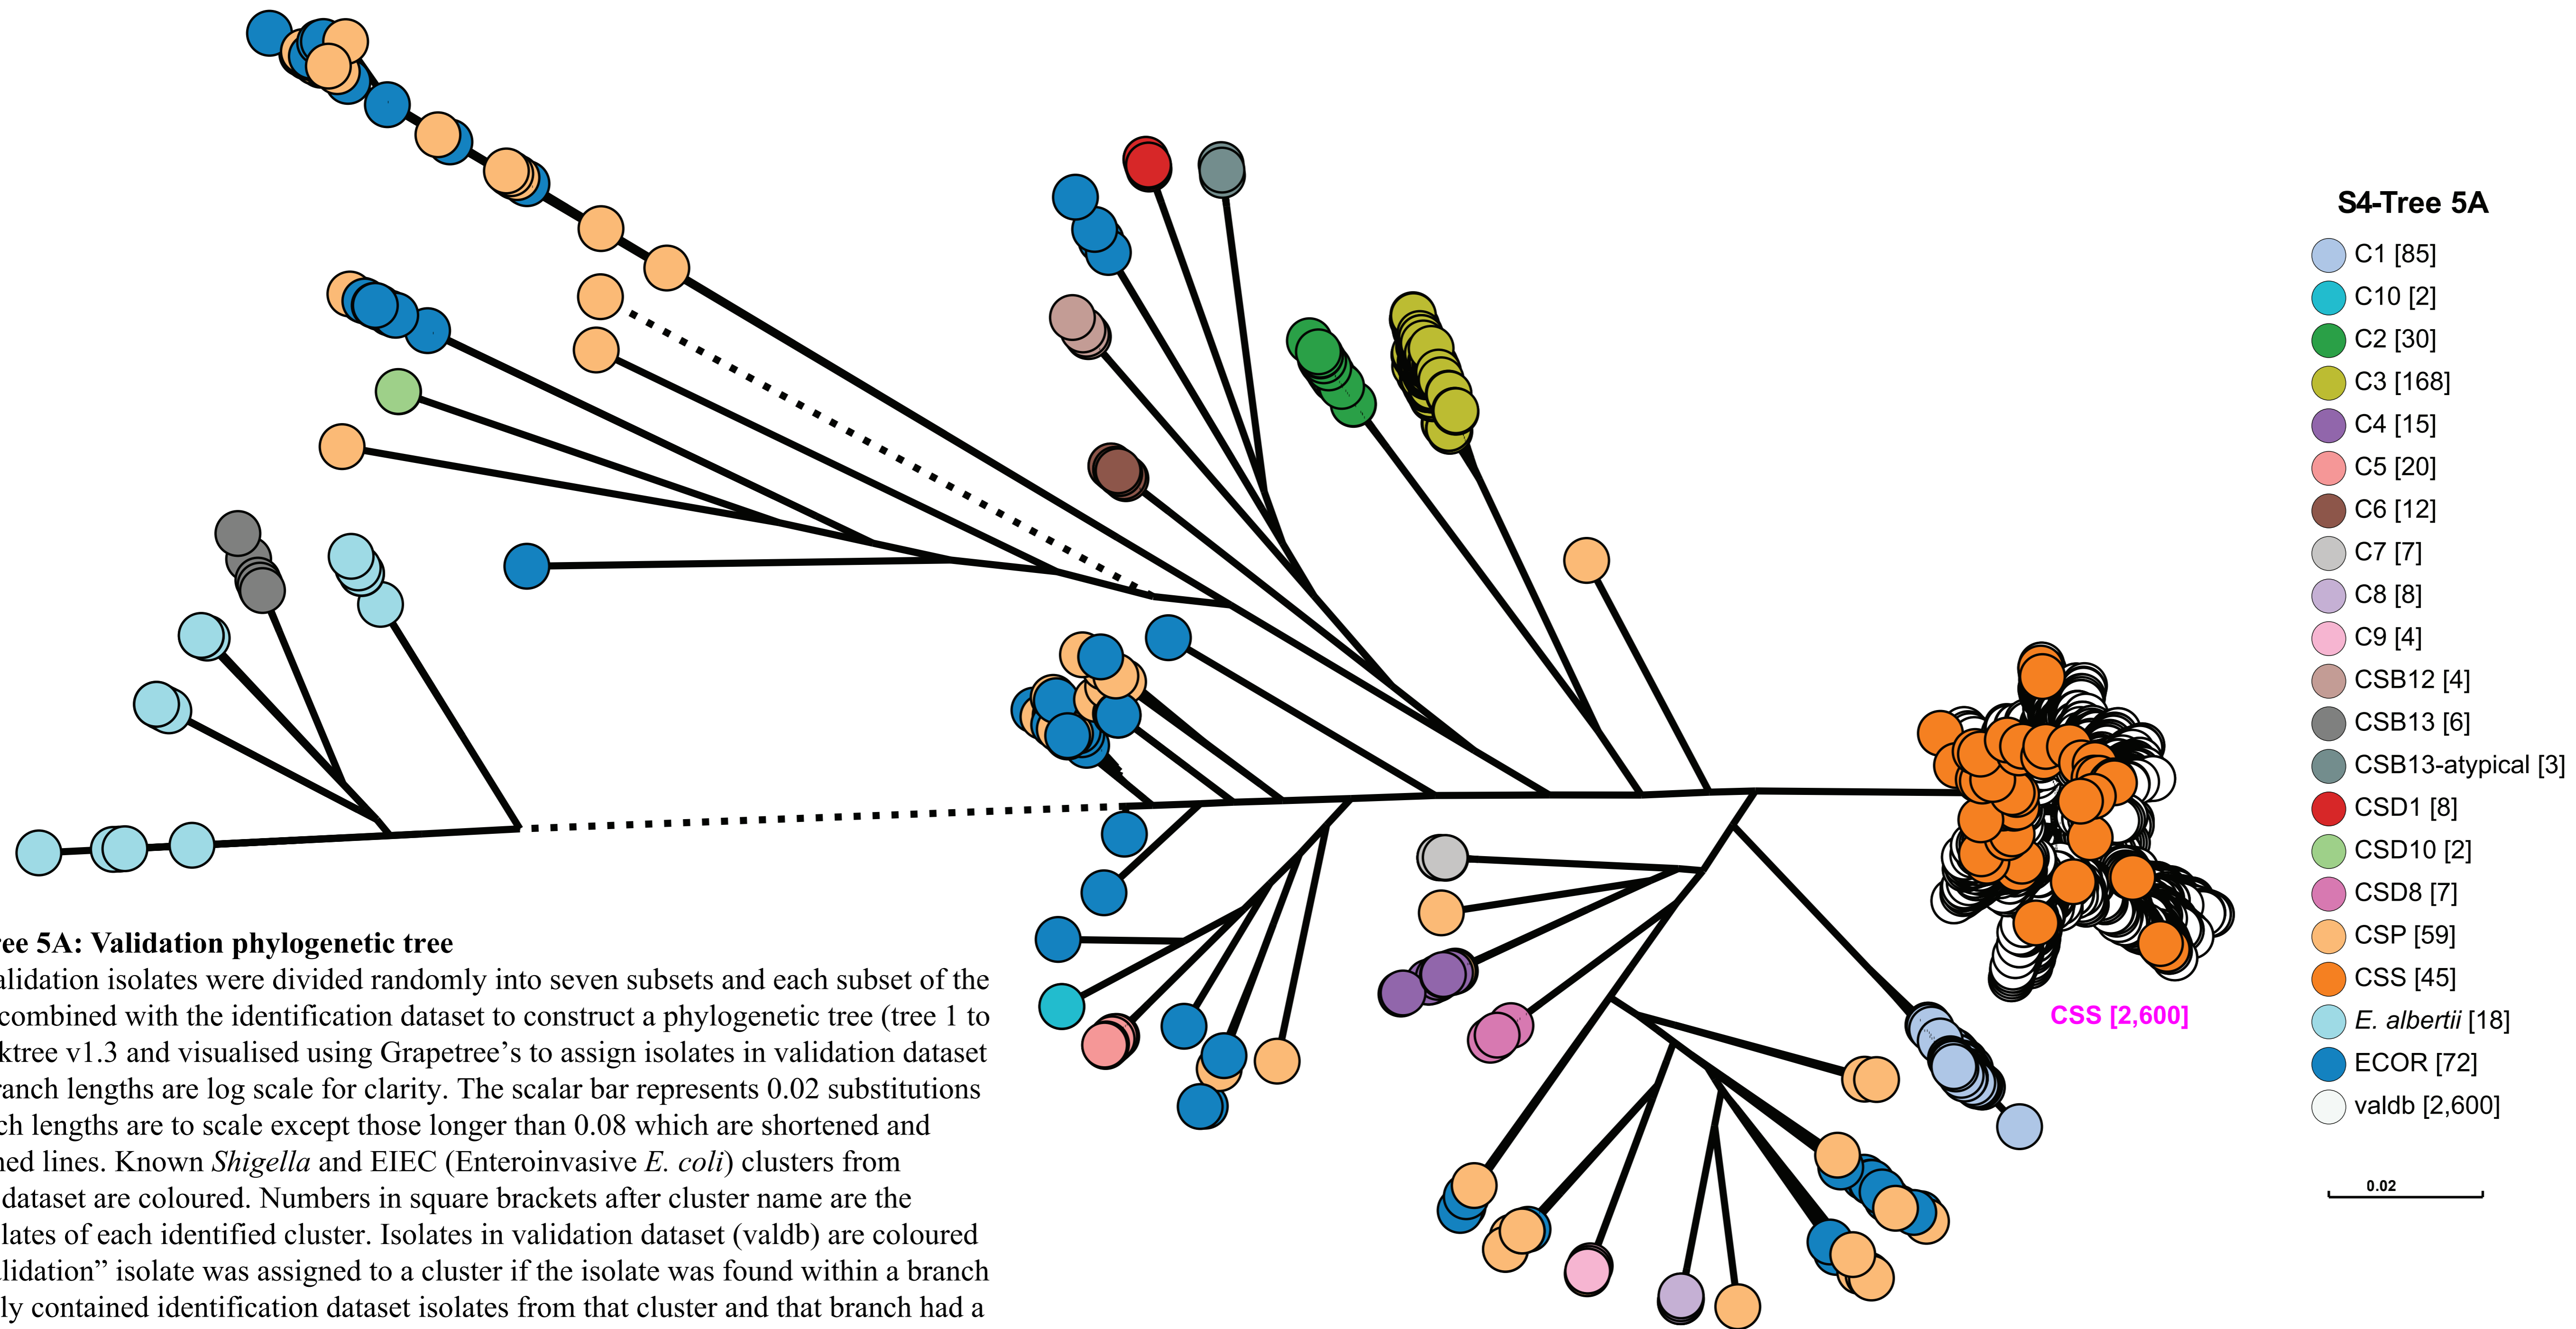 S4-Tree 5A
C1 [85]
C10 [2]
C2 [30]
C3 [168]
C4 [15]
C5 [20]
C6 [12]
C7 [7]
C8 [8]
C9 [4]
CSB12 [4]
CSB13 [6]
CSB13-atypical [3]
CSD1 [8]
CSD10 [2]
CSD8 [7]
CSP [59]
CSS [45]
E. albertii [18]
ECOR [72]
valdb [2,600]
0.02
CSS [2,600]
ree 5A: Validation phylogenetic tree
alidation isolates were divided randomly into seven subsets and each subset of the
combined with the identification dataset to construct a phylogenetic tree (tree 1 to
ktree v1.3 and visualised using Grapetree's to assign isolates in validation dataset
ranch lengths are log scale for clarity. The scalar bar represents 0.02 substitutions
ch lengths are to scale except those longer than 0.08 which are shortened and
ned lines. Known Shigella and EIEC (Enteroinvasive E. coli) clusters from
dataset are coloured. Numbers in square brackets after cluster name are the
lates of each identified cluster. Isolates in validation dataset (valdb) are coloured
alidation” isolate was assigned to a cluster if the isolate was found within a branch
ly contained identification dataset isolates from that cluster and that branch had a